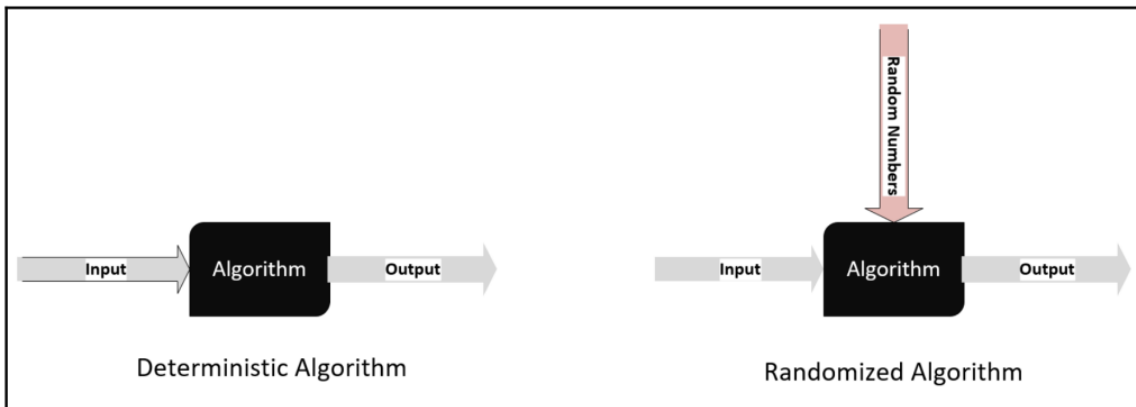 Input
Algorithm
Output
Deterministic Algorithm
Random Numbers
Input
Algorithm
Output
Randomized Algorithm